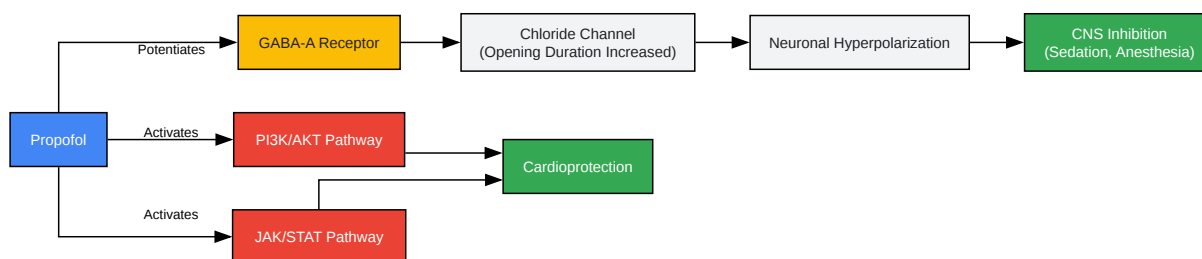 Potentiates
GABA-A Receptor
Chloride Channel
(Opening Duration Increased)
Neuronal Hyperpolarization
CNS Inhibition
(Sedation, Anesthesia)
Propofol
Activates
PI3K/AKT Pathway
Cardioprotection
Activates
JAK/STAT Pathway